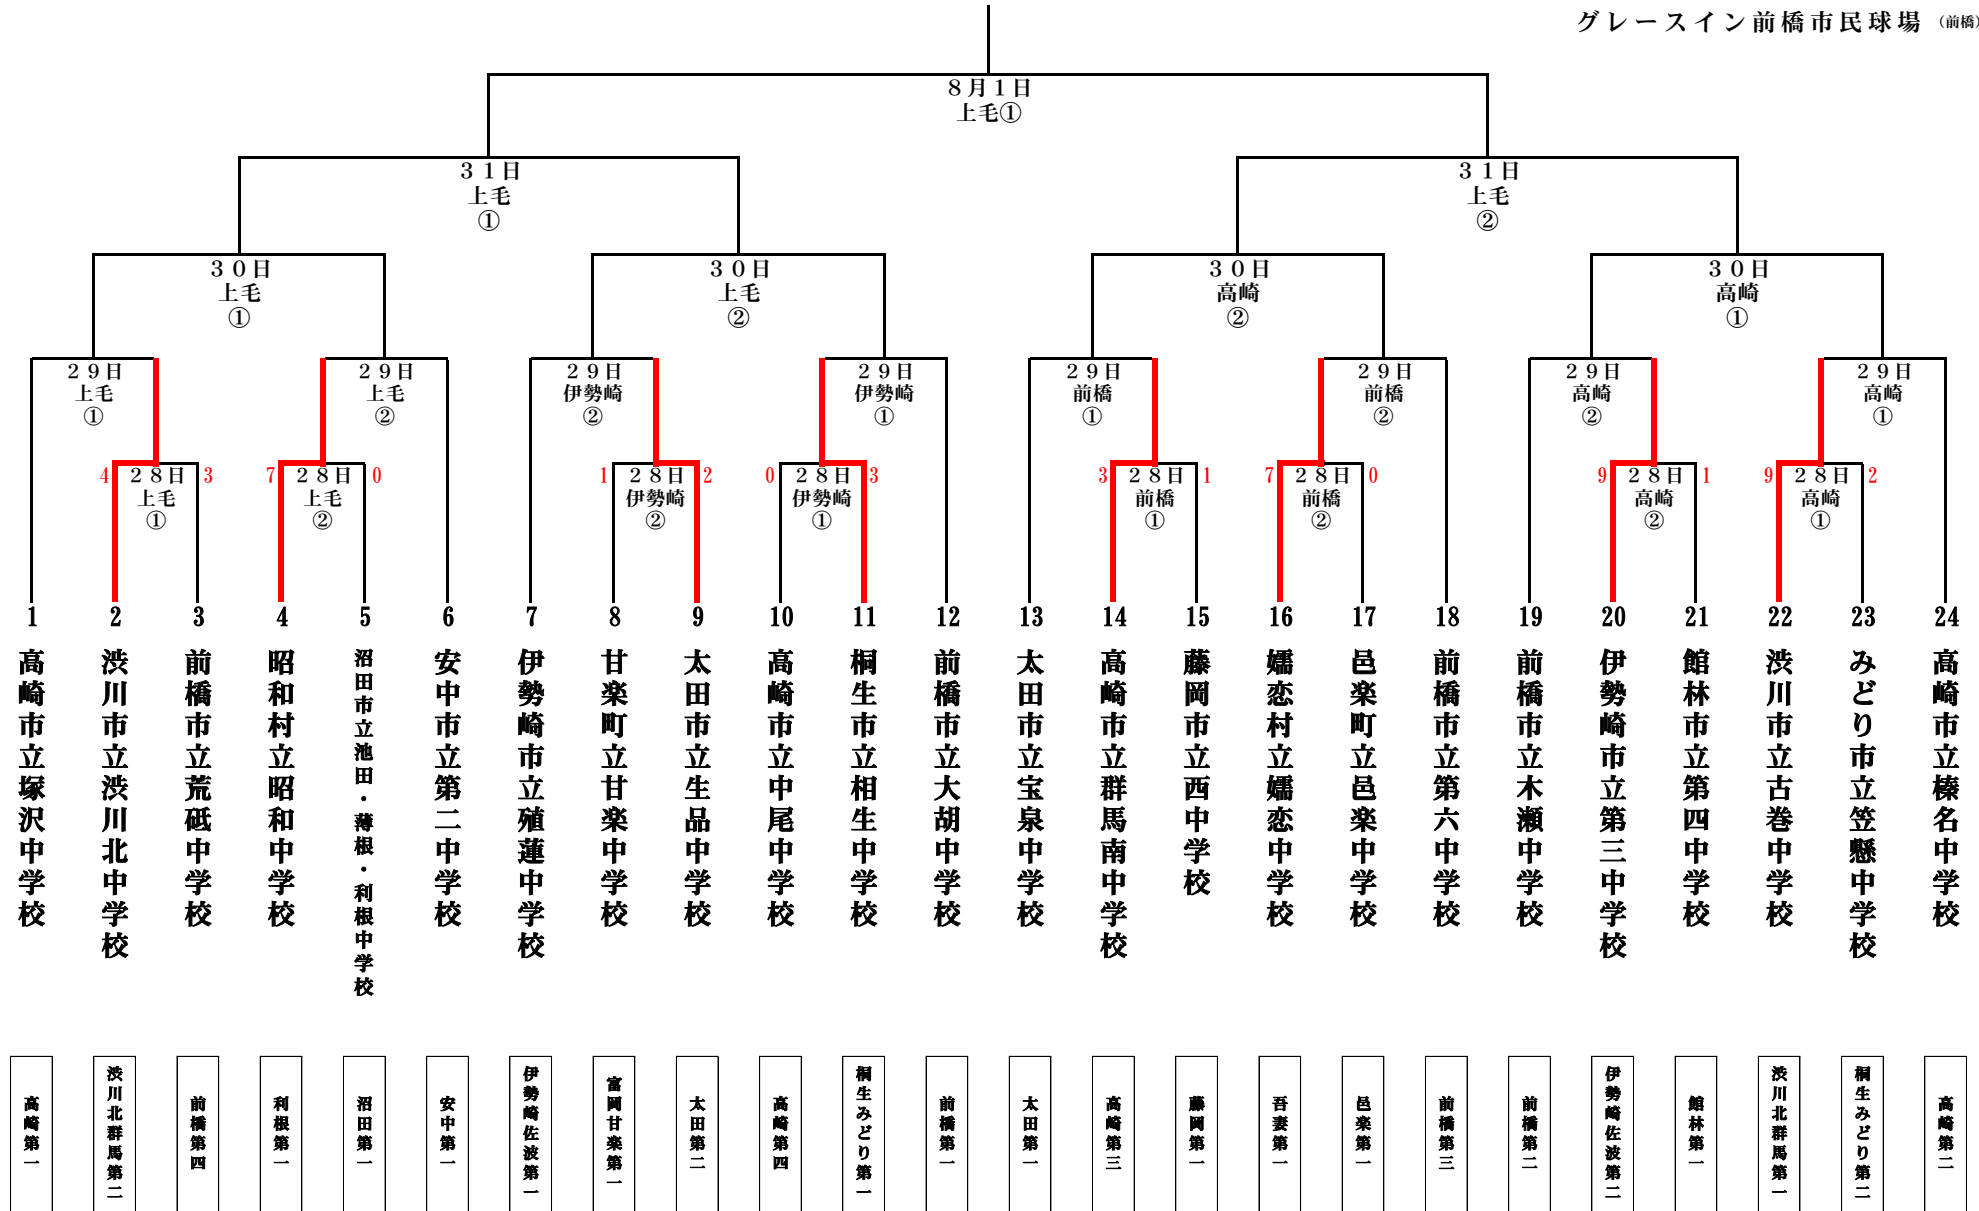 グレースイン前橋市民球場 （前橋）
８月１日
上毛①
３１日
上毛
①
３１日
上毛
②
３０日
上毛
①
３０日
上毛
②
３０日
高崎
②
３０日
高崎
①
２９日
上毛
①
２９日
上毛
②
２９日
伊勢崎
②
２９日
伊勢崎
①
２９日
前橋
①
２９日
前橋
②
２９日
高崎
②
２９日
高崎
①
4 ２８日 3
上毛
①
7 ２８日 0
上毛
②
1 ２８日 2
伊勢崎
②
0 ２８日 3
伊勢崎
①
3 ２８日 1
前橋
①
7 ２８日 0
前橋
②
9 ２８日 1
高崎
②
9 ２８日 2
高崎
①
1 2 3 4 5 6 7 8 9 10 11 12 13 14 15 16 17 18 19 20 21 22 23 24
高崎市立塚沢中学校
渋川市立渋川北中学校
前橋市立荒砥中学校
昭和村立昭和中学校
沼田市立池田・薄根・利根中学校
安中市立第二中学校
伊勢崎市立殖蓮中学校
甘楽町立甘楽中学校
太田市立生品中学校
高崎市立中尾中学校
桐生市立相生中学校
前橋市立大胡中学校
太田市立宝泉中学校
高崎市立群馬南中学校
藤岡市立西中学校
嬬恋村立嬬恋中学校
邑楽町立邑楽中学校
前橋市立第六中学校
前橋市立木瀬中学校
伊勢崎市立第三中学校
館林市立第四中学校
渋川市立古巻中学校
みどり市立笠懸中学校
高崎市立榛名中学校
高崎第一
渋川北群馬第二
前橋第四
利根第一
沼田第一
安中第一
伊勢崎佐波第一
富岡甘楽第一
太田第二
高崎第四
桐生みどり第一
前橋第一
太田第一
高崎第三
藤岡第一
吾妻第一
邑楽第一
前橋第三
前橋第二
伊勢崎佐波第二
館林第一
渋川北群馬第一
桐生みどり第二
高崎第二